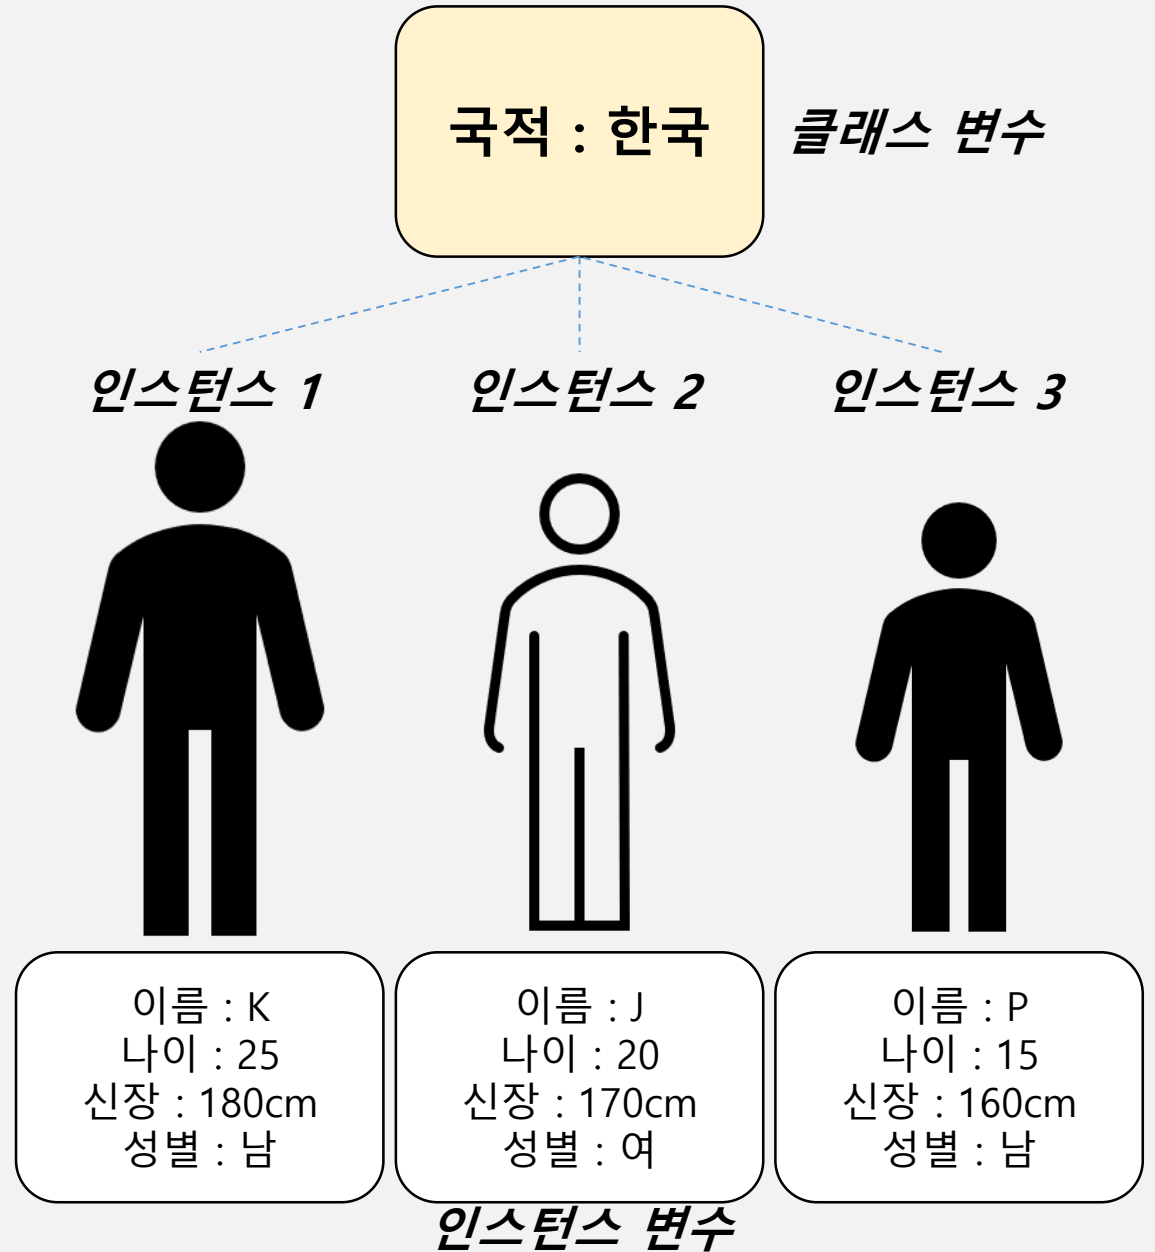 국적 : 한국
클래스 변수
인스턴스 1
인스턴스 2
인스턴스 3
이름 : K
나이 : 25
신장 : 180cm
성별 : 남
이름 : J
나이 : 20
신장 : 170cm
성별 : 여
이름 : P
나이 : 15
신장 : 160cm
성별 : 남
인스턴스 변수